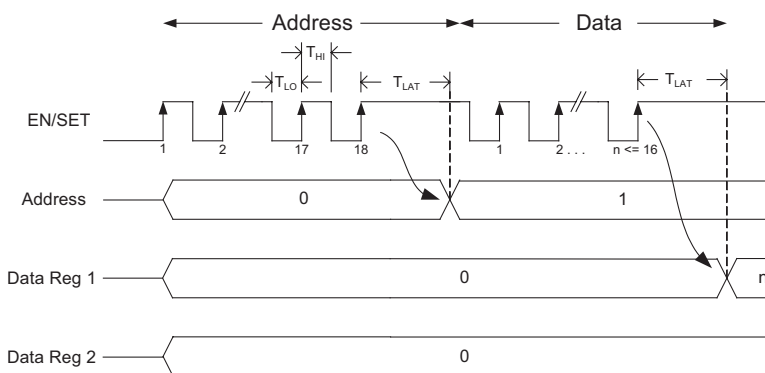 Address Data
T_HI
T_LO T_LAT T_LAT
EN/SET
1 2 17 18 1 2 . . . n <= 16
Address 0 1
Data Reg 1 0 n
Data Reg 2 0